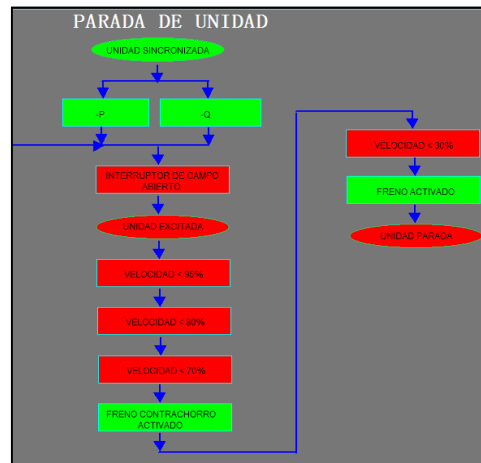 PARADA DE UNIDAD
UNIDAD SINCRONIZADA
-P
-Q
INTERRUPTOR DE CAMPO
ABIERTO
UNIDAD EXCITADA
VELOCIDAD < 95%
VELOCIDAD < 80%
VELOCIDAD < 70%
FRENO CONTRACHORRO
ACTIVADO
VELOCIDAD < 30%
FRENO ACTIVADO
UNIDAD PARADA